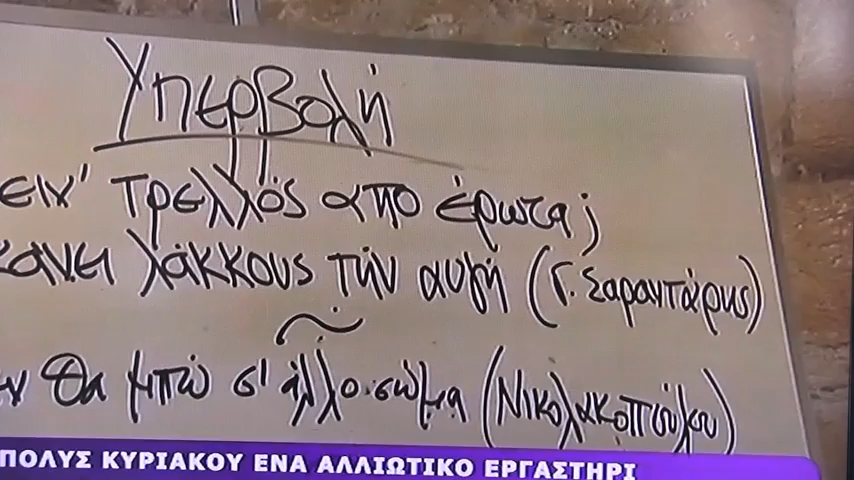 Υπερβολή
ειν' τρελλός απο έρωτα;
κάνει λάκκους την αυγή (Γ. Σαραντάρης)
θα μπω σ' άλλο σώμα (Νικολακοπούλου)
ΠΟΛΥΣ ΚΥΡΙΑΚΟΥ ΕΝΑ ΑΛΛΙΩΤΙΚΟ ΕΡΓΑΣΤΗΡΙ